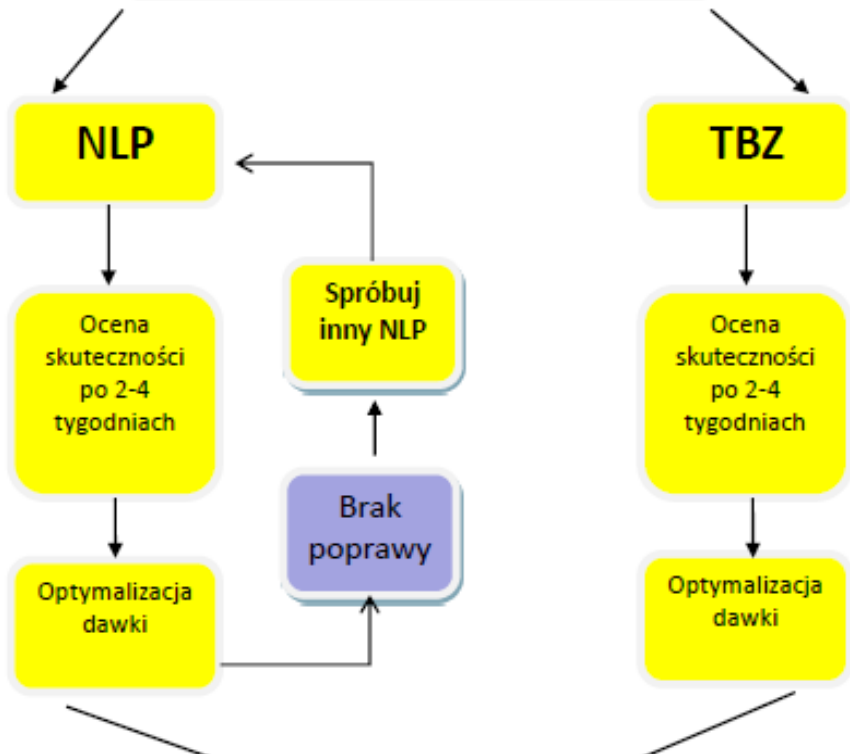 NLP
Ocena
skuteczności
po 2-4
tygodniach
Optymalizacja
dawki
Brak
poprawy
Spróbuj
inny NLP
TBZ
Ocena
skuteczności
po 2-4
tygodniach
Optymalizacja
dawki